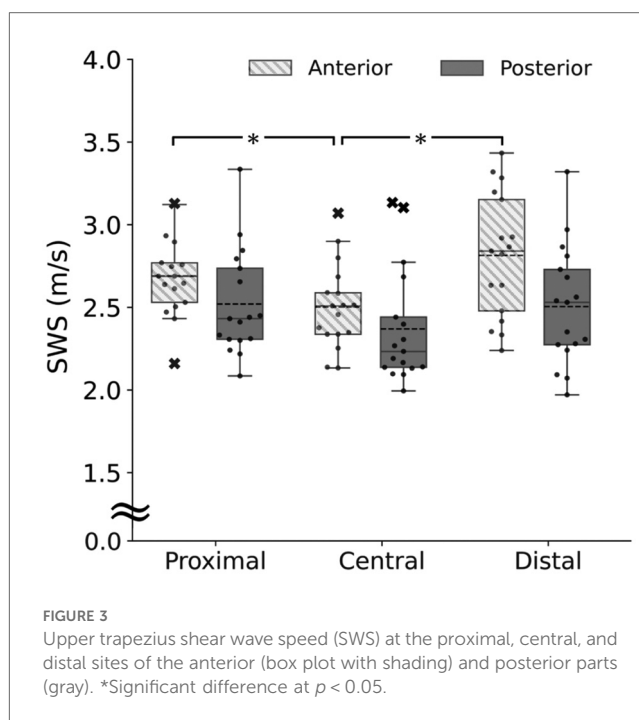 4.0
Anterior
Posterior
3.5
*
*
3.0
SWS (m/s)
2.5
2.0
1.5
0.0
Proximal
Central
Distal
FIGURE 3
Upper trapezius shear wave speed (SWS) at the proximal, central, and
distal sites of the anterior (box plot with shading) and posterior parts
(gray). *Significant difference at p < 0.05.